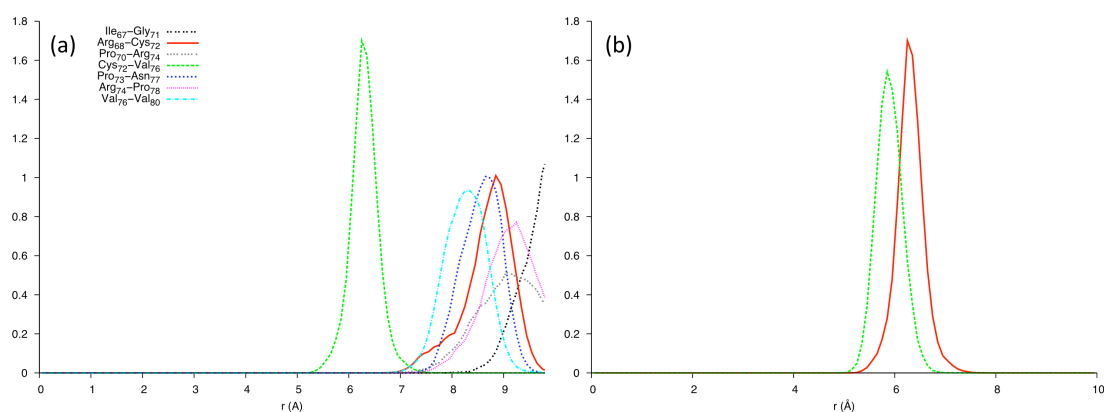 (a)
Ile67–Gly71
Arg68–Cys72
Pro70–Arg74
Cys72–Val76
Pro73–Asn77
Arg74–Pro78
Val76–Val80
1.8
1.6
1.4
1.2
1
0.8
0.6
0.4
0.2
0
0 1 2 3 4 5 6 7 8 9
r (A)
(b)
1.8
1.6
1.4
1.2
1
0.8
0.6
0.4
0.2
0
0 2 4 6 8 10
r (Å)